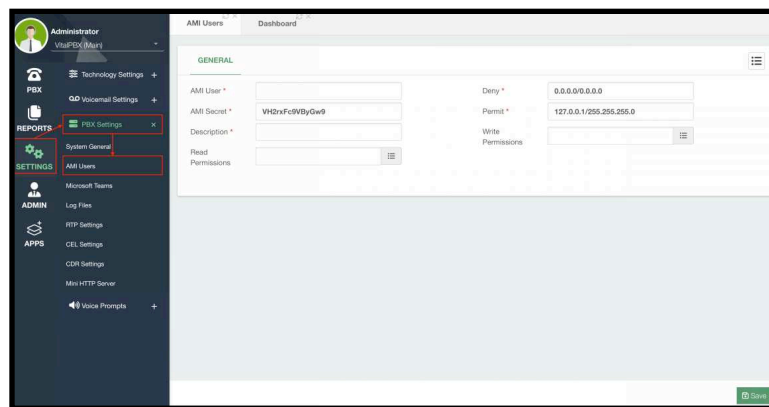 Administrator
VitalPBX (Main)
PBX
REPORTS
SETTINGS
ADMIN
APPS
Technology Settings +
Voicemail Settings +
PBX Settings ×
System General
AMI Users
Microsoft Teams
Log Files
RTP Settings
CEL Settings
CDR Settings
Mini HTTP Server
Voice Prompts +
AMI Users
Dashboard
GENERAL
AMI User *
AMI Secret * VH2rxFc9VByGw9
Description *
Read
Permissions
Deny * 0.0.0.0/0.0.0.0
Permit * 127.0.0.1/255.255.255.0
Write
Permissions
Save